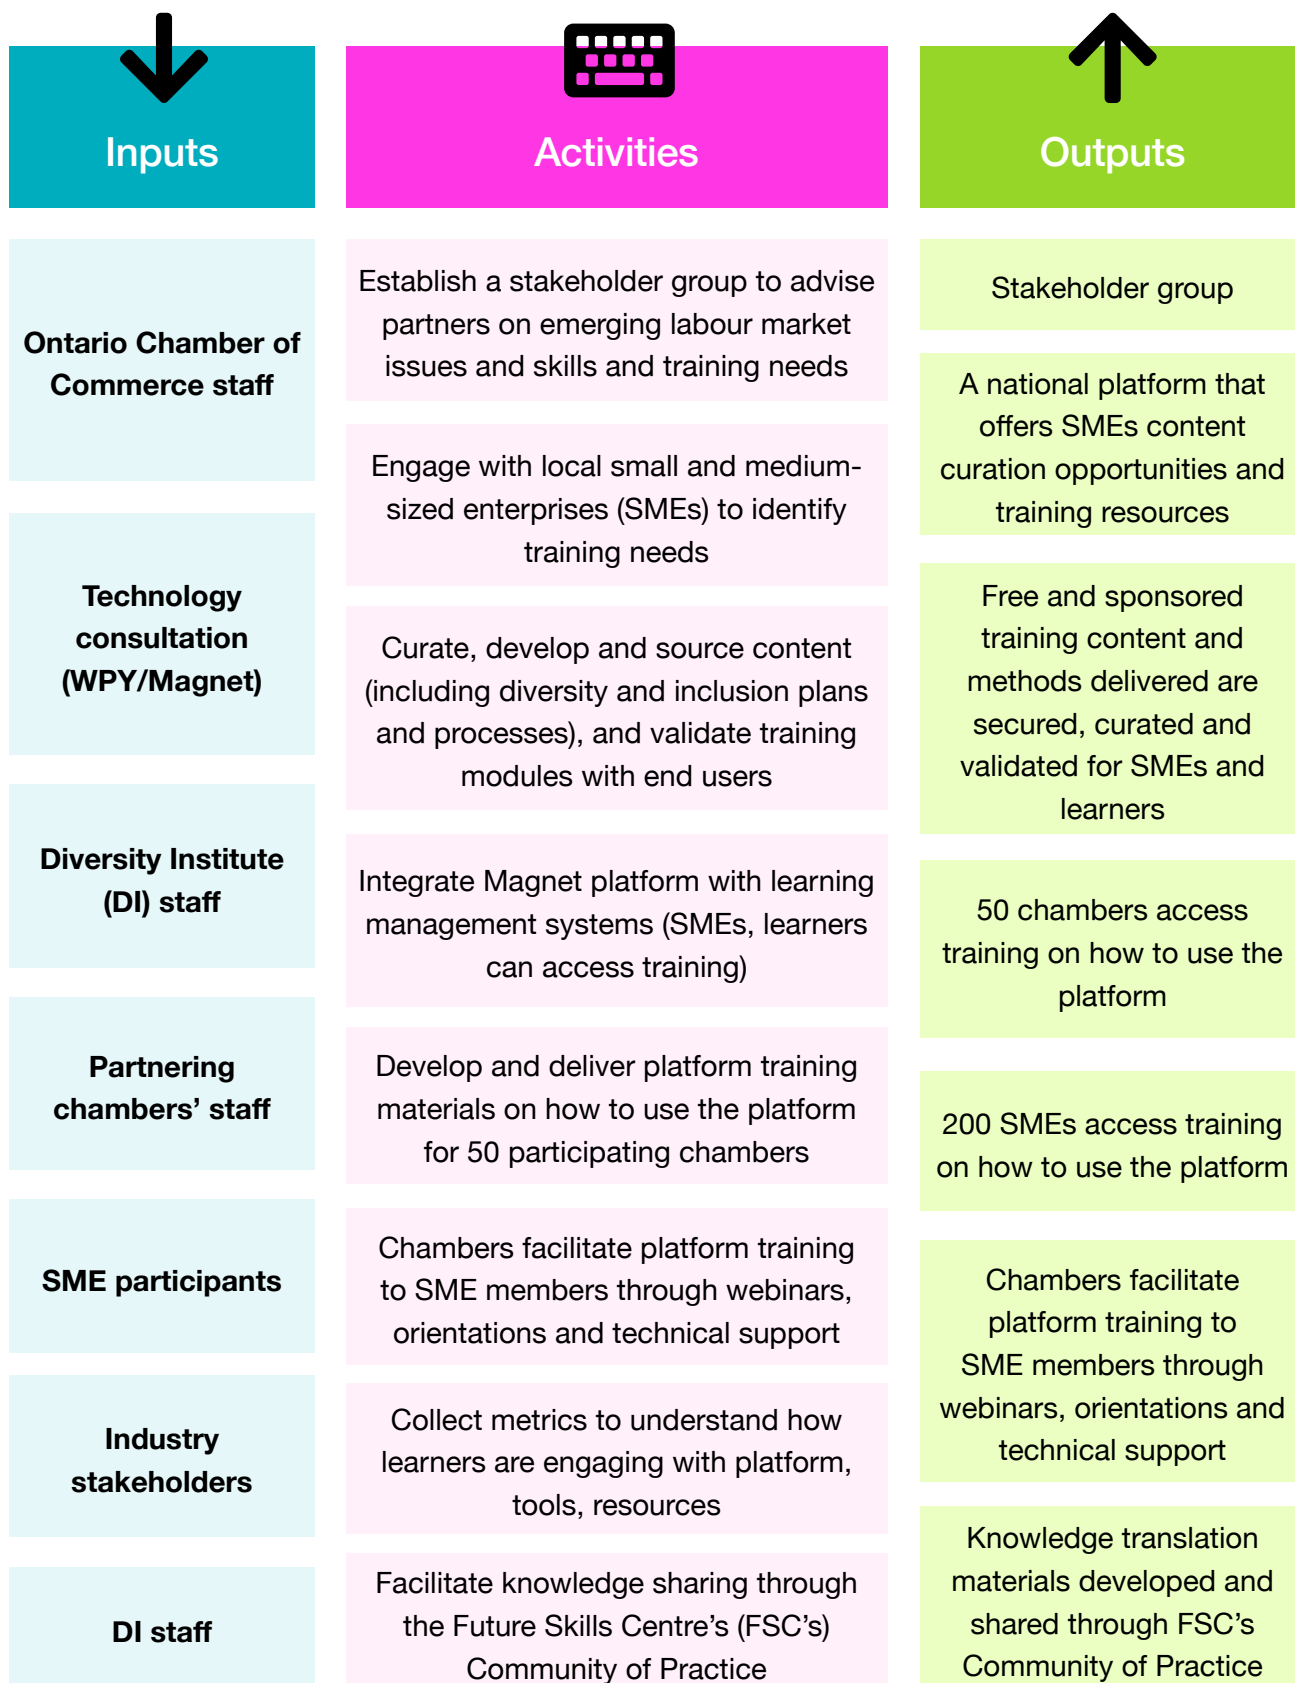 Inputs
Ontario Chamber of
Commerce staff
Technology
consultation
(WPY/Magnet)
Diversity Institute
(DI) staff
Partnering
chambers’ staff
SME participants
Industry
stakeholders
DI staff
Activities
Establish a stakeholder group to advise
partners on emerging labour market
issues and skills and training needs
Engage with local small and medium-
sized enterprises (SMEs) to identify
training needs
Curate, develop and source content
(including diversity and inclusion plans
and processes), and validate training
modules with end users
Integrate Magnet platform with learning
management systems (SMEs, learners
can access training)
Develop and deliver platform training
materials on how to use the platform
for 50 participating chambers
Chambers facilitate platform training
to SME members through webinars,
orientations and technical support
Collect metrics to understand how
learners are engaging with platform,
tools, resources
Facilitate knowledge sharing through
the Future Skills Centre’s (FSC’s)
Community of Practice
Outputs
Stakeholder group
A national platform that
offers SMEs content
curation opportunities and
training resources
Free and sponsored
training content and
methods delivered are
secured, curated and
validated for SMEs and
learners
50 chambers access
training on how to use the
platform
200 SMEs access training
on how to use the platform
Chambers facilitate
platform training to
SME members through
webinars, orientations and
technical support
Knowledge translation
materials developed and
shared through FSC’s
Community of Practice